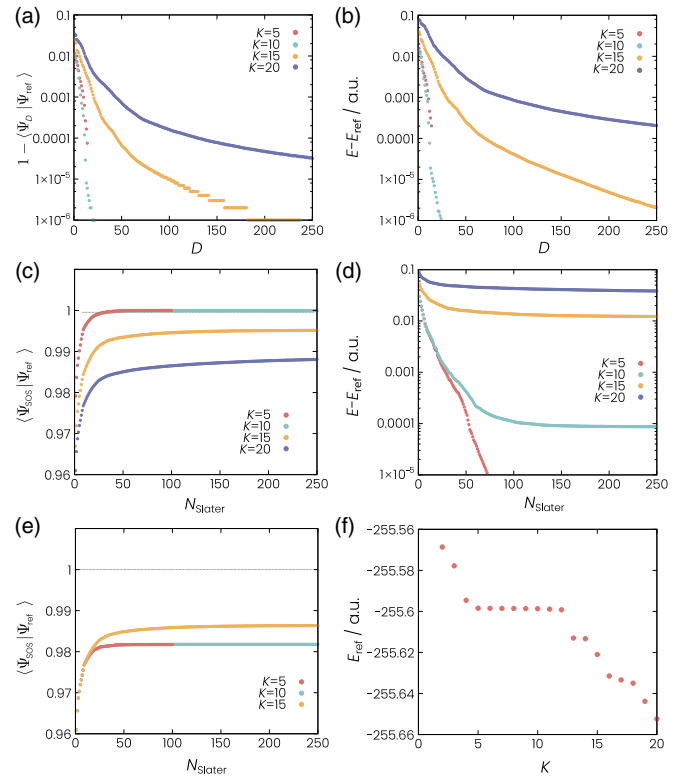 (a)
0.1
0.01
0.001
0.0001
1×10⁻⁵
1×10⁻⁶
1 − ⟨Ψ_D|Ψ_ref⟩
K=5
K=10
K=15
K=20
0 50 100 150 200 250
D
(b)
0.1
0.01
0.001
0.0001
1×10⁻⁵
1×10⁻⁶
E−E_ref / a.u.
K=5
K=10
K=15
K=20
0 50 100 150 200 250
D
(c)
1
0.99
0.98
0.97
0.96
⟨Ψ_SOS|Ψ_ref⟩
K=5
K=10
K=15
K=20
0 50 100 150 200 250
N_Slater
(d)
0.1
0.01
0.001
0.0001
1×10⁻⁵
E−E_ref / a.u.
K=5
K=10
K=15
K=20
0 50 100 150 200 250
N_Slater
(e)
1
0.99
0.98
0.97
0.96
⟨Ψ_SOS|Ψ_ref⟩
K=5
K=10
K=15
0 50 100 150 200 250
N_Slater
(f)
−255.56
−255.58
−255.6
−255.62
−255.64
−255.66
E_ref / a.u.
0 5 10 15 20
K